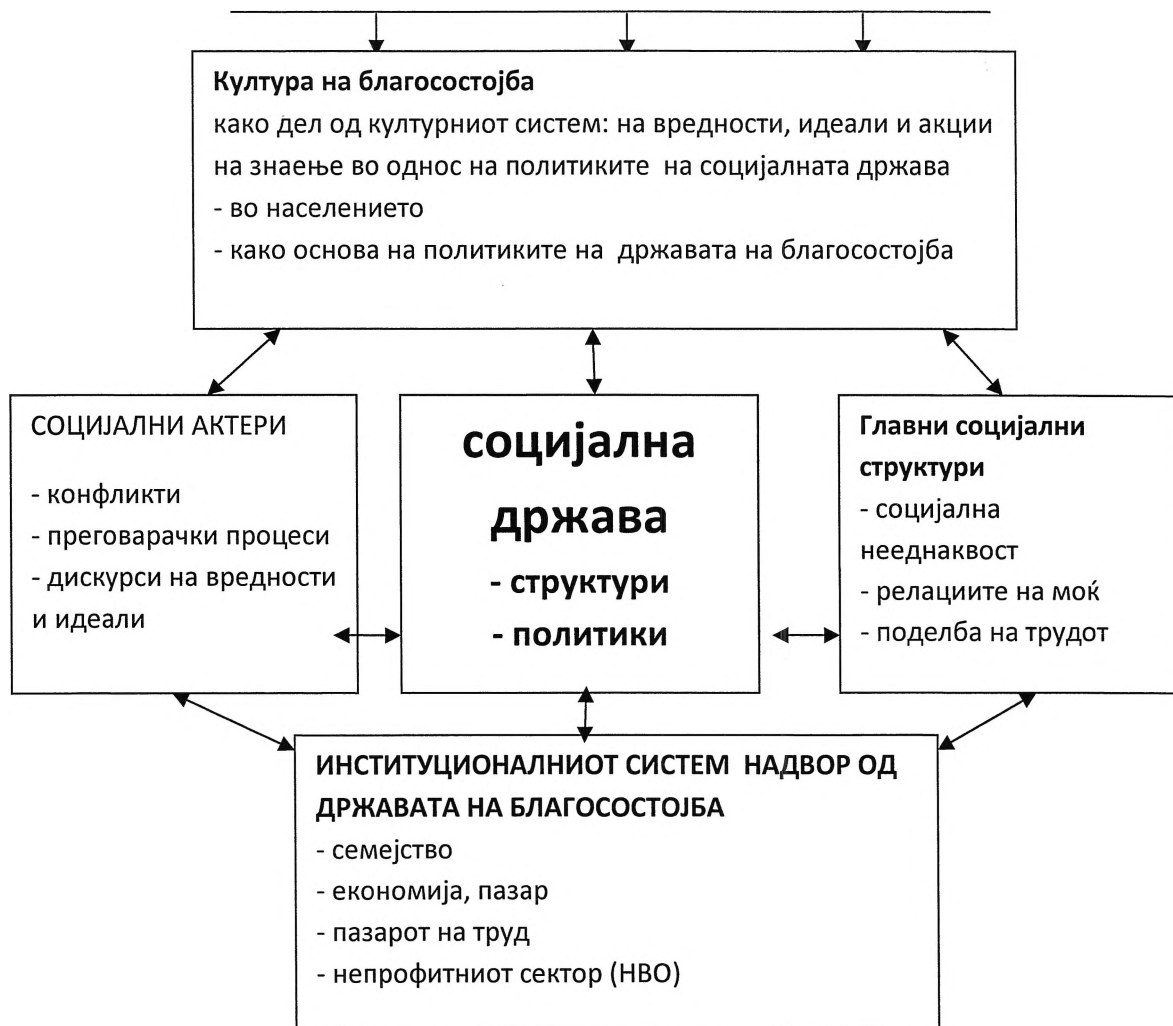 Култура на благосостојба
како дел од културниот систем: на вредности, идеали и акции
на знаење во однос на политиките на социјалната држава
- во населението
- како основа на политиките на државата на благосостојба
СОЦИЈАЛНИ АКТЕРИ
- конфликти
- преговарачки процеси
- дискурси на вредности
и идеали
социјална
држава
- структури
- политики
Главни социјални
структури
- социјална
нееднаквост
- релациите на моќ
- поделба на трудот
ИНСТИТУЦИОНАЛНИОТ СИСТЕМ НАДВОР ОД
ДРЖАВАТА НА БЛАГОСОСТОЈБА
- семејство
- економија, пазар
- пазарот на труд
- непрофитниот сектор (НВО)